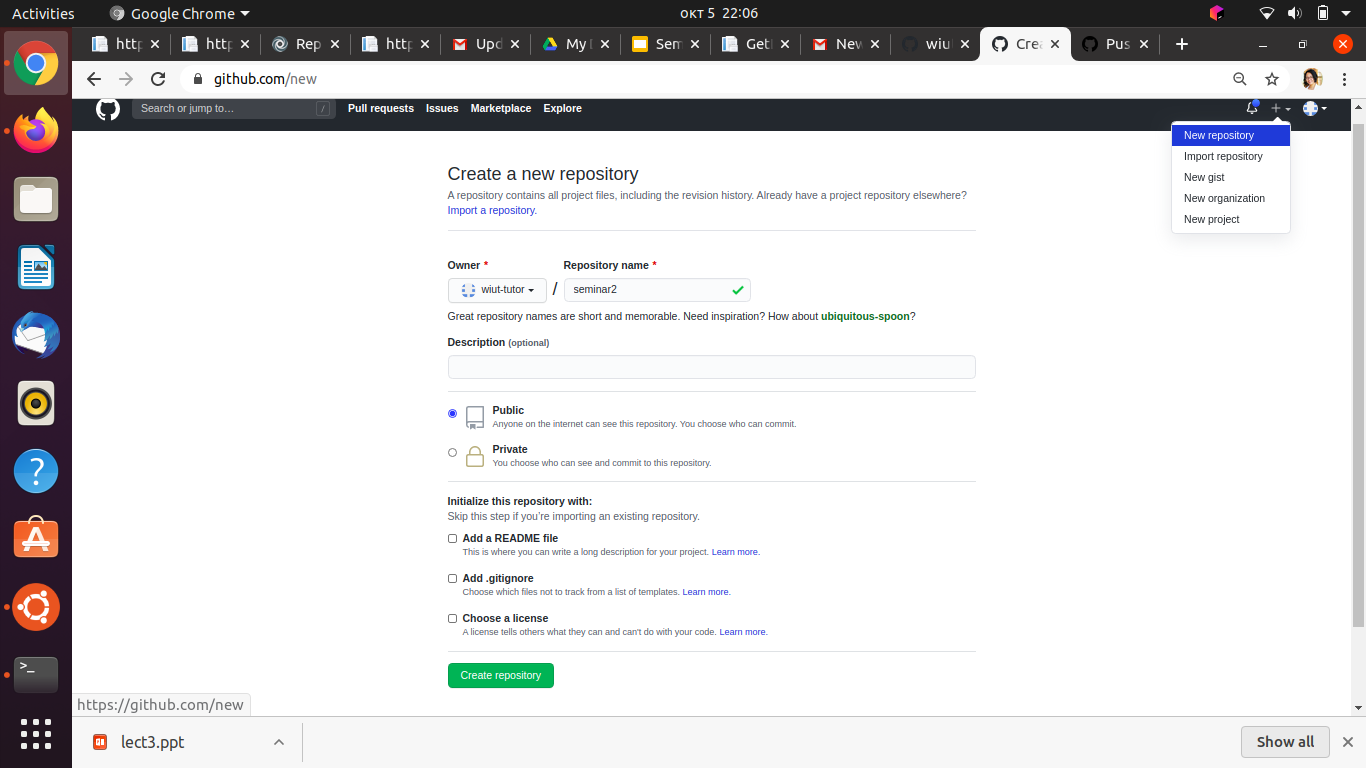 Activities Google Chrome окт 5 22:06
http Rep http Upd My D Sem Getl New wiu Crea Pus
github.com/new
Search or jump to… / Pull requests Issues Marketplace Explore
New repository
Import repository
New gist
New organization
New project
Create a new repository
A repository contains all project files, including the revision history. Already have a project repository elsewhere?
Import a repository.
Owner * Repository name *
wiut-tutor / seminar2
Great repository names are short and memorable. Need inspiration? How about ubiquitous-spoon?
Description (optional)
Public
Anyone on the internet can see this repository. You choose who can commit.
Private
You choose who can see and commit to this repository.
Initialize this repository with:
Skip this step if you're importing an existing repository.
Add a README file
This is where you can write a long description for your project. Learn more.
Add .gitignore
Choose which files not to track from a list of templates. Learn more.
Choose a license
A license tells others what they can and can't do with your code. Learn more.
Create repository
https://github.com/new
lect3.ppt Show all